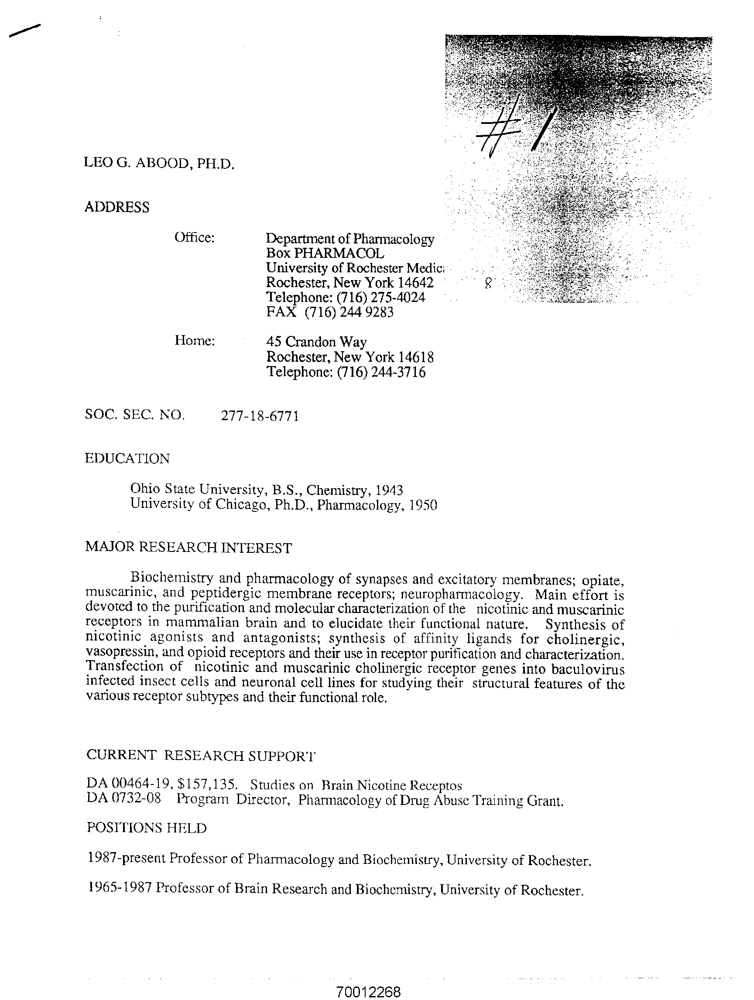 # 1
LEO G. ABOOD, PH.D.
ADDRESS
Office:
Department of Pharmacology
Box PHARMACOL
University of Rochester Medic
Rochester, New York 14642 8
Telephone: (716) 275-4024
FAX (716) 244 9283
Home:
45 Crandon Way
Rochester, New York 14618
Telephone: (716) 244-3716
SOC. SEC. NO. 277-18-6771
EDUCATION
Ohio State University, B.S., Chemistry, 1943
University of Chicago, Ph.D., Pharmacology, 1950
MAJOR RESEARCH INTEREST
Biochemistry and pharmacology of synapses and excitatory membranes; opiate,
muscarinic, and peptidergic membrane receptors; neuropharmacology. Main effort is
devoted to the purification and molecular characterization of the nicotinic and muscarinic
receptors in mammalian brain and to elucidate their functional nature. Synthesis of
nicotinic agonists and antagonists; synthesis of affinity ligands for cholinergic,
vasopressin, and opioid receptors and their use in receptor purification and characterization.
Transfection of nicotinic and muscarinic cholinergic receptor genes into baculovirus
infected insect cells and neuronal cell lines for studying their structural features of the
various receptor subtypes and their functional role.
CURRENT RESEARCH SUPPORT
DA 00464-19, $157,135. Studies on Brain Nicotine Receptos
DA 0732-08 Program Director, Pharmacology of Drug Abuse Training Grant.
POSITIONS HELD
1987-present Professor of Pharmacology and Biochemistry, University of Rochester.
1965-1987 Professor of Brain Research and Biochemistry, University of Rochester.
70012268